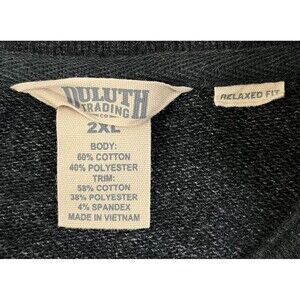 DULUTH
TRADING
CO
2XL
BODY:
60% COTTON
40% POLYESTER
TRIM:
58% COTTON
38% POLYESTER
4% SPANDEX
MADE IN VIETNAM
RELAXED FIT